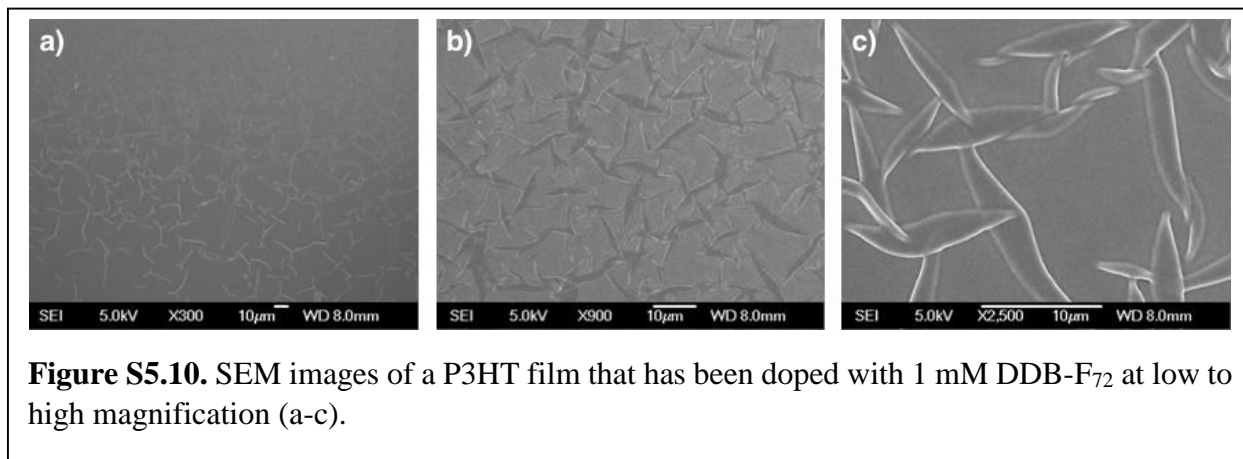 a)
b)
c)
SEI 5.0kV X300 10μm WD 8.0mm
SEI 5.0kV X900 10μm WD 8.0mm
SEI 5.0kV X2,500 10μm WD 8.0mm
Figure S5.10. SEM images of a P3HT film that has been doped with 1 mM DDB-F₇₂ at low to
high magnification (a-c).